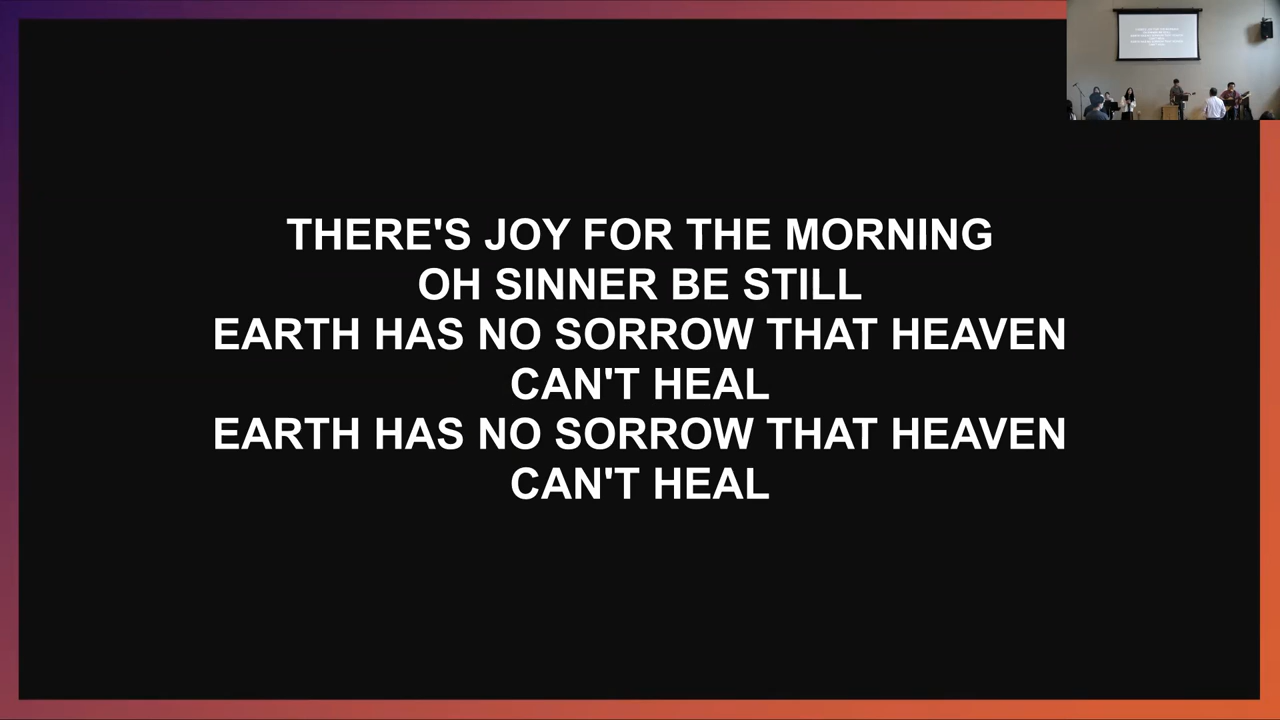 THERE'S JOY FOR THE MORNING
OH SINNER BE STILL
EARTH HAS NO SORROW THAT HEAVEN
CAN'T HEAL
EARTH HAS NO SORROW THAT HEAVEN
CAN'T HEAL